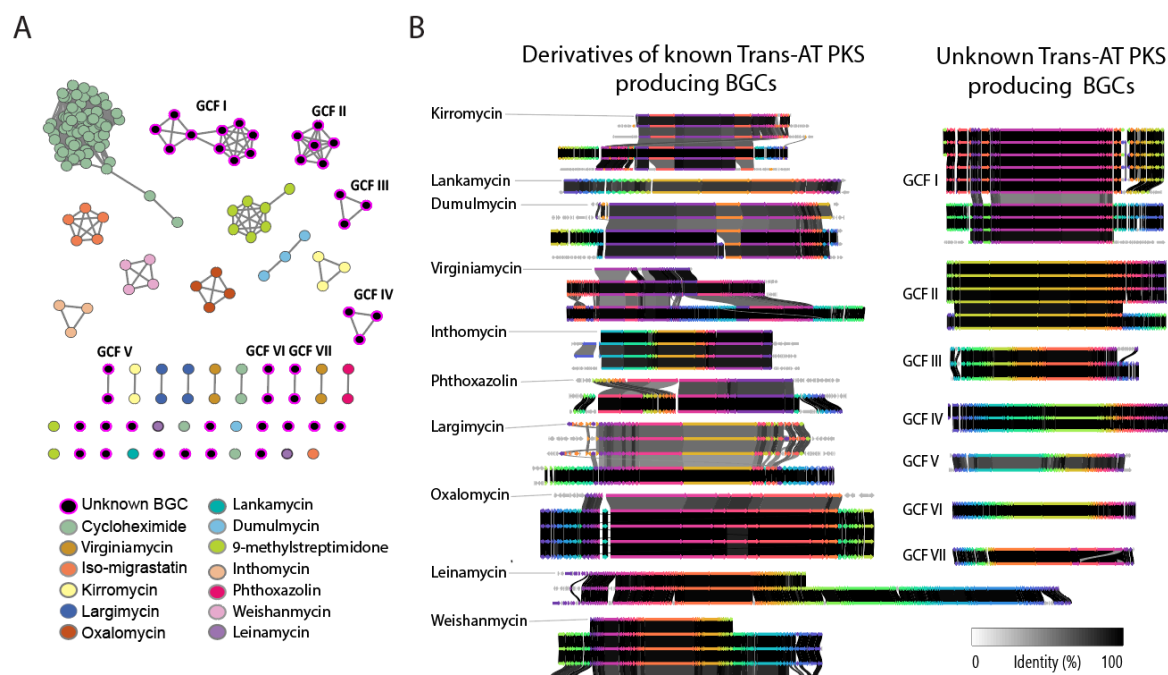 A
B
Derivatives of known Trans-AT PKS
producing BGCs
Unknown Trans-AT PKS
producing BGCs
GCF I
GCF II
GCF III
GCF IV
GCF V
GCF VI
GCF VII
Unknown BGC
Cycloheximide
Virginiamycin
Iso-migrastatin
Kirromycin
Largimycin
Oxalomycin
Lankamycin
Dumulmycin
9-methylstreptimidone
Inthomycin
Phthoxazolin
Weishanmycin
Leinamycin
Kirromycin
Lankamycin
Dumulmycin
Virginiamycin
Inthomycin
Phthoxazolin
Largimycin
Oxalomycin
Leinamycin
Weishanmycin
GCF I
GCF II
GCF III
GCF IV
GCF V
GCF VI
GCF VII
0 Identity (%) 100